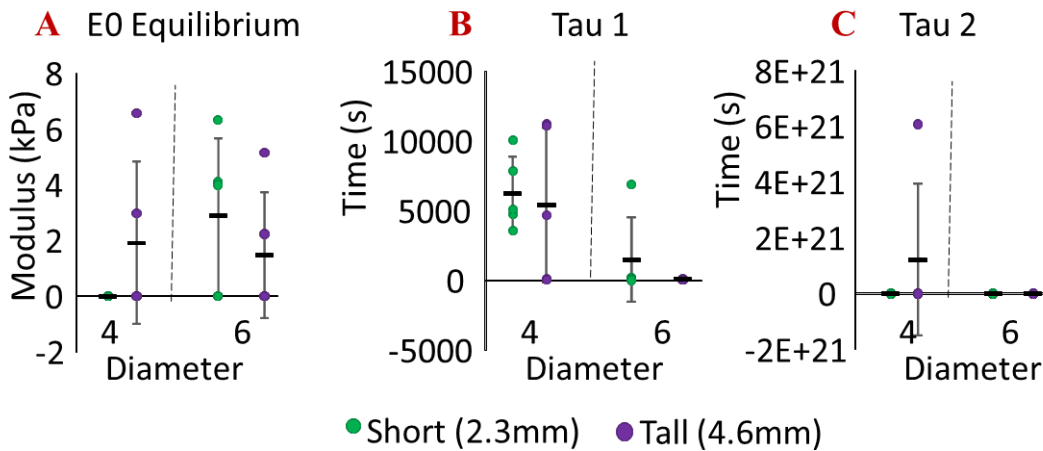 A E0 Equilibrium
8
6
4
2
0
-2
Modulus (kPa)
4 6
Diameter
B Tau 1
15000
10000
5000
0
-5000
Time (s)
4 6
Diameter
C Tau 2
8E+21
6E+21
4E+21
2E+21
0
-2E+21
Time (s)
4 6
Diameter
Short (2.3mm) Tall (4.6mm)